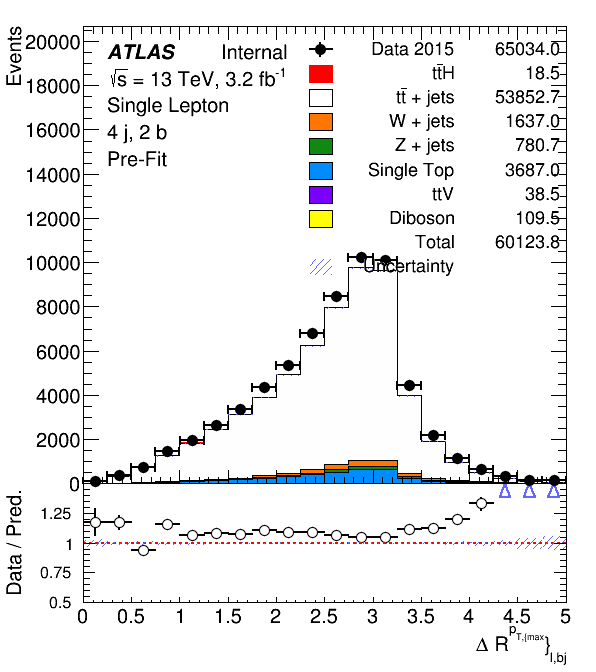 Events
ATLAS Internal
√s = 13 TeV, 3.2 fb⁻¹
Single Lepton
4 j, 2 b
Pre-Fit
Data 2015 65034.0
tt̄H 18.5
tt̄ + jets 53852.7
W + jets 1637.0
Z + jets 780.7
Single Top 3687.0
ttV 38.5
Diboson 109.5
Total 60123.8
Uncertainty
20000
18000
16000
14000
12000
10000
8000
6000
4000
2000
0
Data / Pred.
1.25
1
0.75
0.5
0 0.5 1 1.5 2 2.5 3 3.5 4 4.5 5
Δ R^{p_{T,{max}}}_{l,bj}